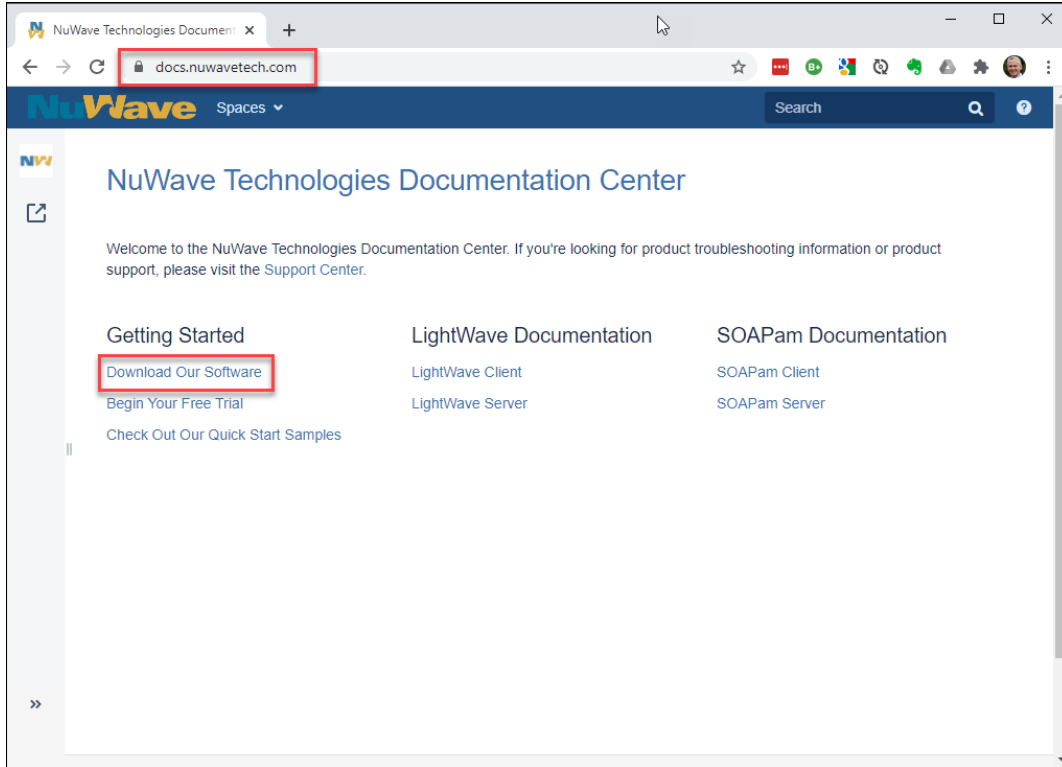 NuWave Technologies Document
docs.nuwavetech.com
B+
NuWave Spaces Search
NW
NuWave Technologies Documentation Center
Welcome to the NuWave Technologies Documentation Center. If you're looking for product troubleshooting information or product
support, please visit the Support Center.
Getting Started LightWave Documentation SOAPam Documentation
Download Our Software LightWave Client SOAPam Client
Begin Your Free Trial LightWave Server SOAPam Server
Check Out Our Quick Start Samples